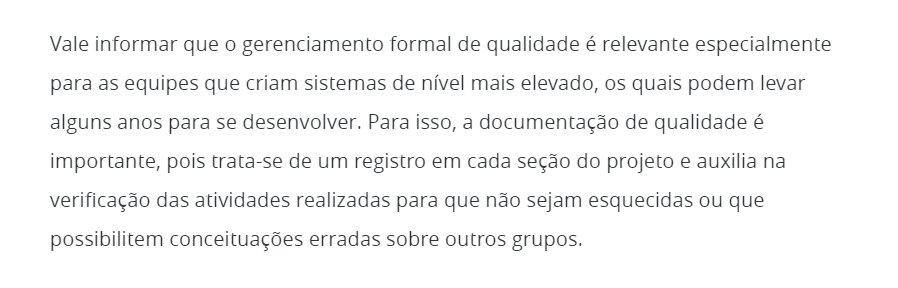 Vale informar que o gerenciamento formal de qualidade é relevante especialmente
para as equipes que criam sistemas de nível mais elevado, os quais podem levar
alguns anos para se desenvolver. Para isso, a documentação de qualidade é
importante, pois trata-se de um registro em cada seção do projeto e auxilia na
verificação das atividades realizadas para que não sejam esquecidas ou que
possibilitem conceituações erradas sobre outros grupos.